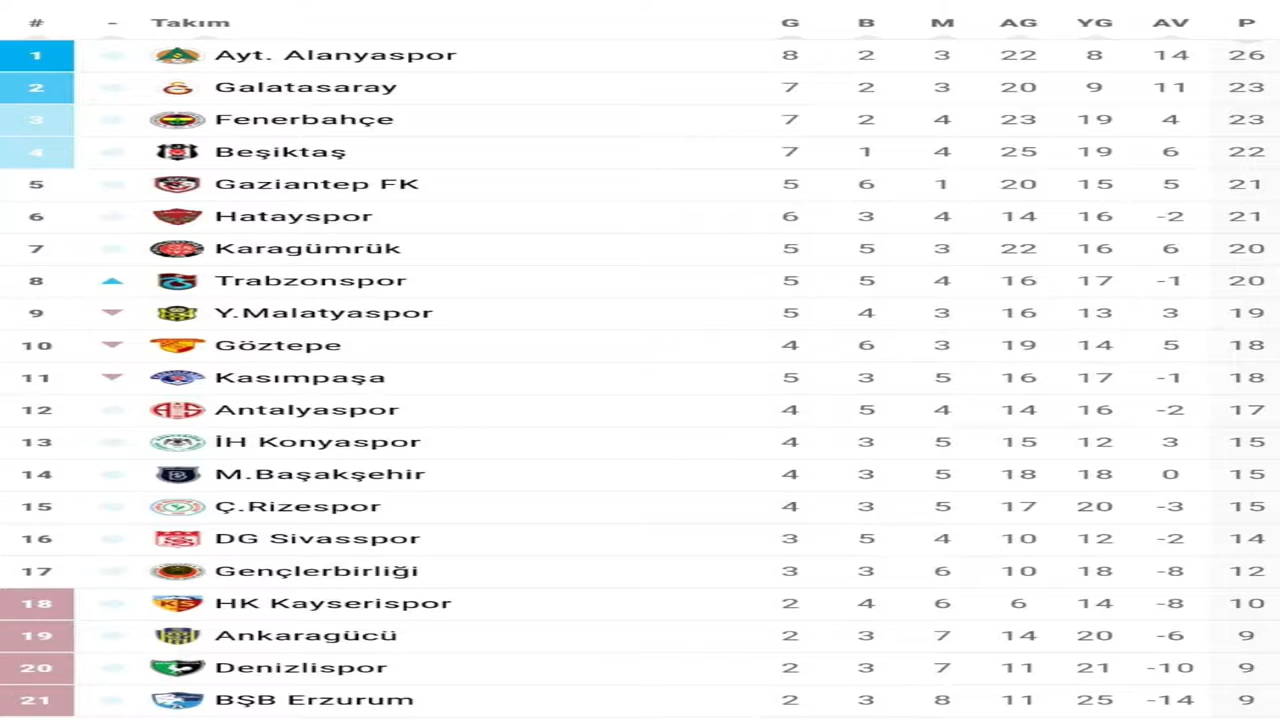 # - Takım G B M AG YG AV P
1 Ayt. Alanyaspor 8 2 3 22 8 14 26
2 Galatasaray 7 2 3 20 9 11 23
3 Fenerbahçe 7 2 4 23 19 4 23
4 Beşiktaş 7 1 4 25 19 6 22
5 Gaziantep FK 5 6 1 20 15 5 21
6 Hatayspor 6 3 4 14 16 -2 21
7 Karagümrük 5 5 3 22 16 6 20
8 Trabzonspor 5 5 4 16 17 -1 20
9 Y.Malatyaspor 5 4 3 16 13 3 19
10 Göztepe 4 6 3 19 14 5 18
11 Kasımpaşa 5 3 5 16 17 -1 18
12 Antalyaspor 4 5 4 14 16 -2 17
13 İH Konyaspor 4 3 5 15 12 3 15
14 M.Başakşehir 4 3 5 18 18 0 15
15 Ç.Rizespor 4 3 5 17 20 -3 15
16 DG Sivasspor 3 5 4 10 12 -2 14
17 Gençlerbirliği 3 3 6 10 18 -8 12
18 HK Kayserispor 2 4 6 6 14 -8 10
19 Ankaragücü 2 3 7 14 20 -6 9
20 Denizlispor 2 3 7 11 21 -10 9
21 BŞB Erzurum 2 3 8 11 25 -14 9